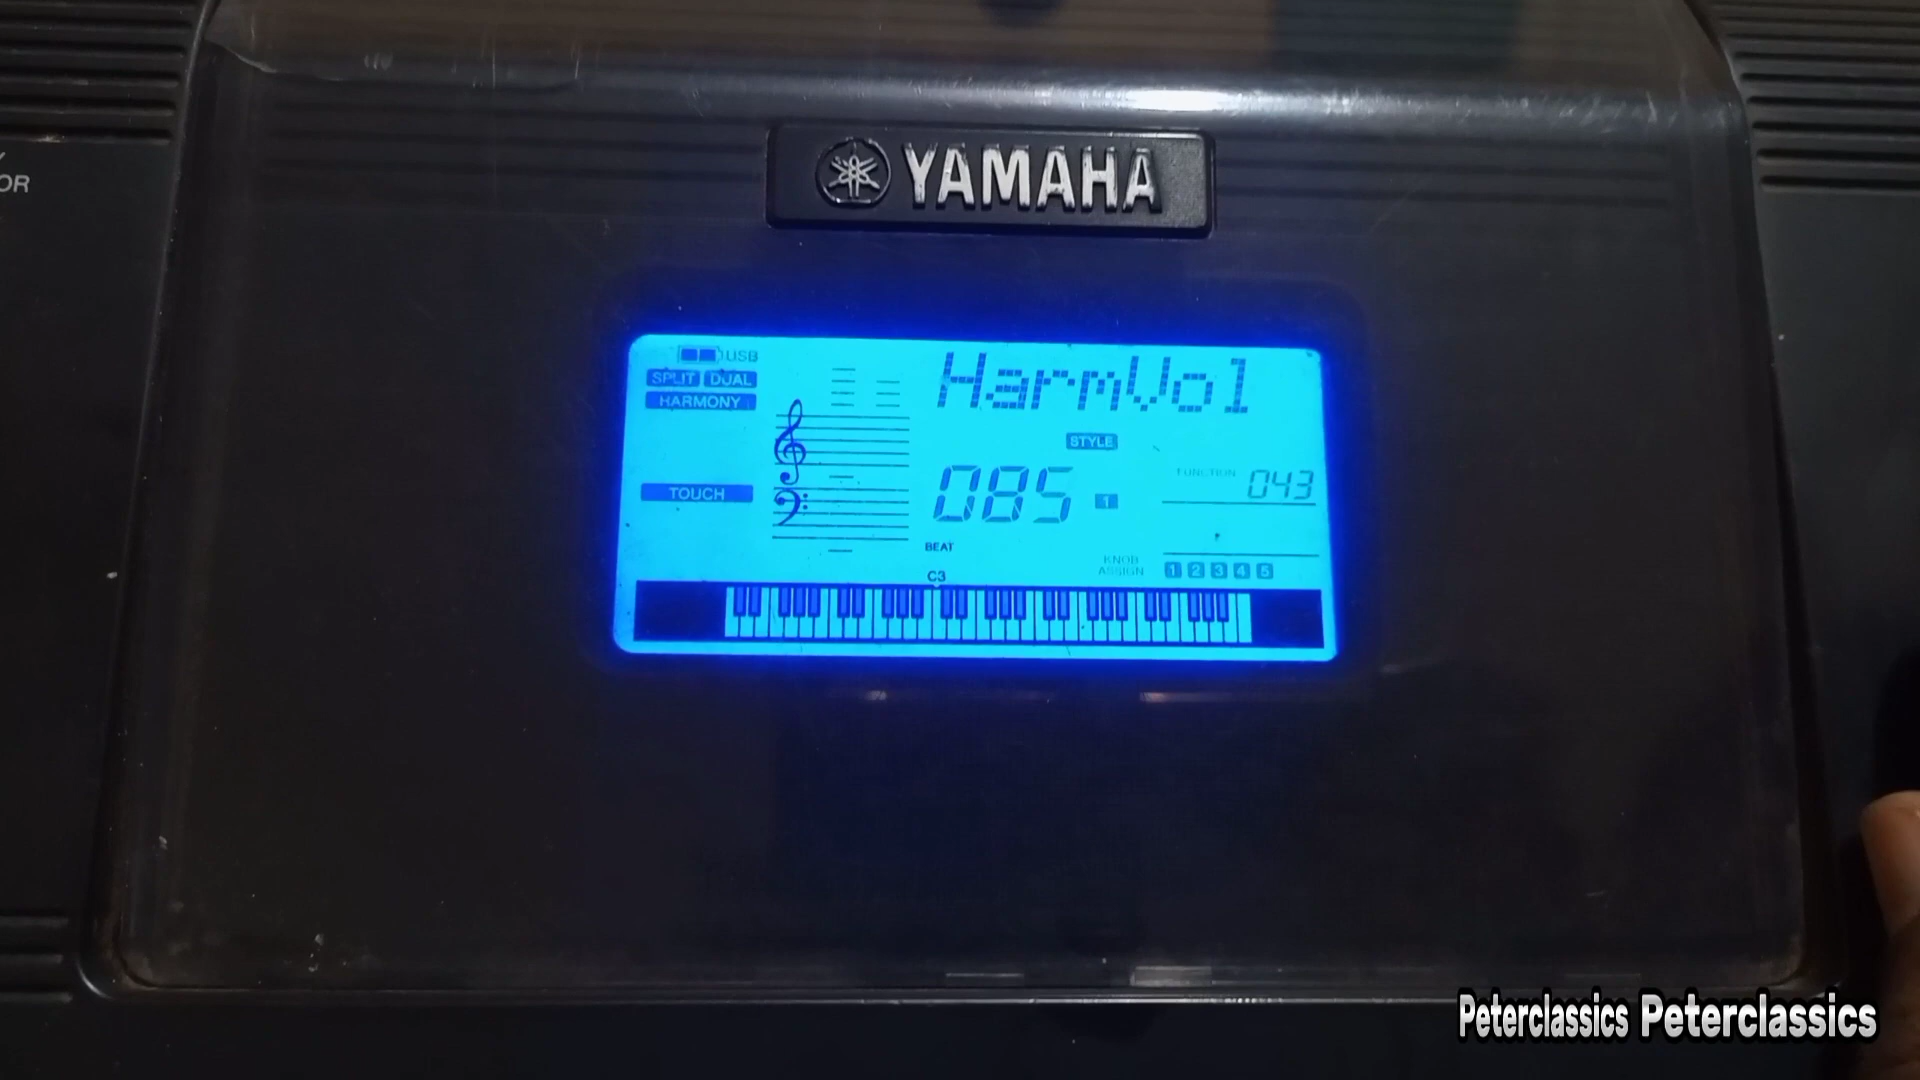 OR
YAMAHA
USB
SPLIT DUAL
HARMONY
HarmVol
STYLE
TOUCH
085 1
FUNCTION 043
BEAT
KNOB
ASSIGN 1 2 3 4 5
C3
Peterclassics Peterclassics